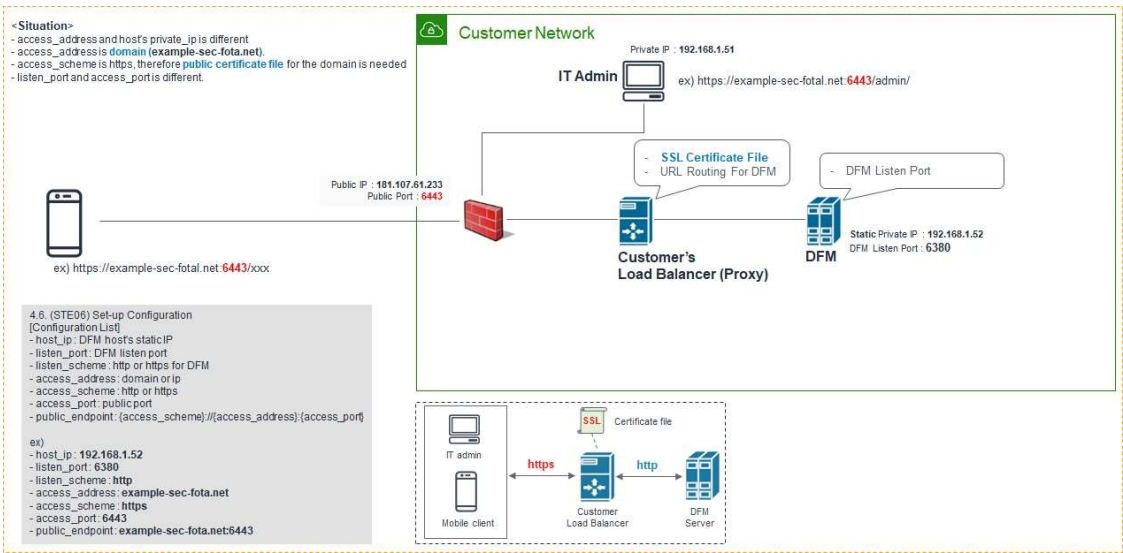 <Situation>
- access_address and host's private_ip is different
- access_address is domain (example-sec-fota.net).
- access_scheme is https, therefore public certificate file for the domain is needed
- listen_port and access_port is different.
Customer Network
Private IP : 192.168.1.51
IT Admin
ex) https://example-sec-fotal.net:6443/admin/
- SSL Certificate File
- URL Routing For DFM
- DFM Listen Port
Public IP : 181.107.61.233
Public Port : 6443
Static Private IP : 192.168.1.52
DFM Listen Port : 6380
Customer's
Load Balancer (Proxy)
DFM
ex) https://example-sec-fotal.net:6443/xxx
4.6. (STE06) Set-up Configuration
[Configuration List]
- host_ip : DFM host's static IP
- listen_port : DFM listen port
- listen_scheme : http or https for DFM
- access_address : domain or ip
- access_scheme : http or https
- access_port : public port
- public_endpoint : {access_scheme}://{access_address}:{access_port}
ex)
- host_ip : 192.168.1.52
- listen_port : 6380
- listen_scheme : http
- access_address : example-sec-fota.net
- access_scheme : https
- access_port : 6443
- public_endpoint : example-sec-fota.net:6443
SSL
Certificate file
IT admin
https
http
Mobile client
Customer
Load Balancer
DFM
Server